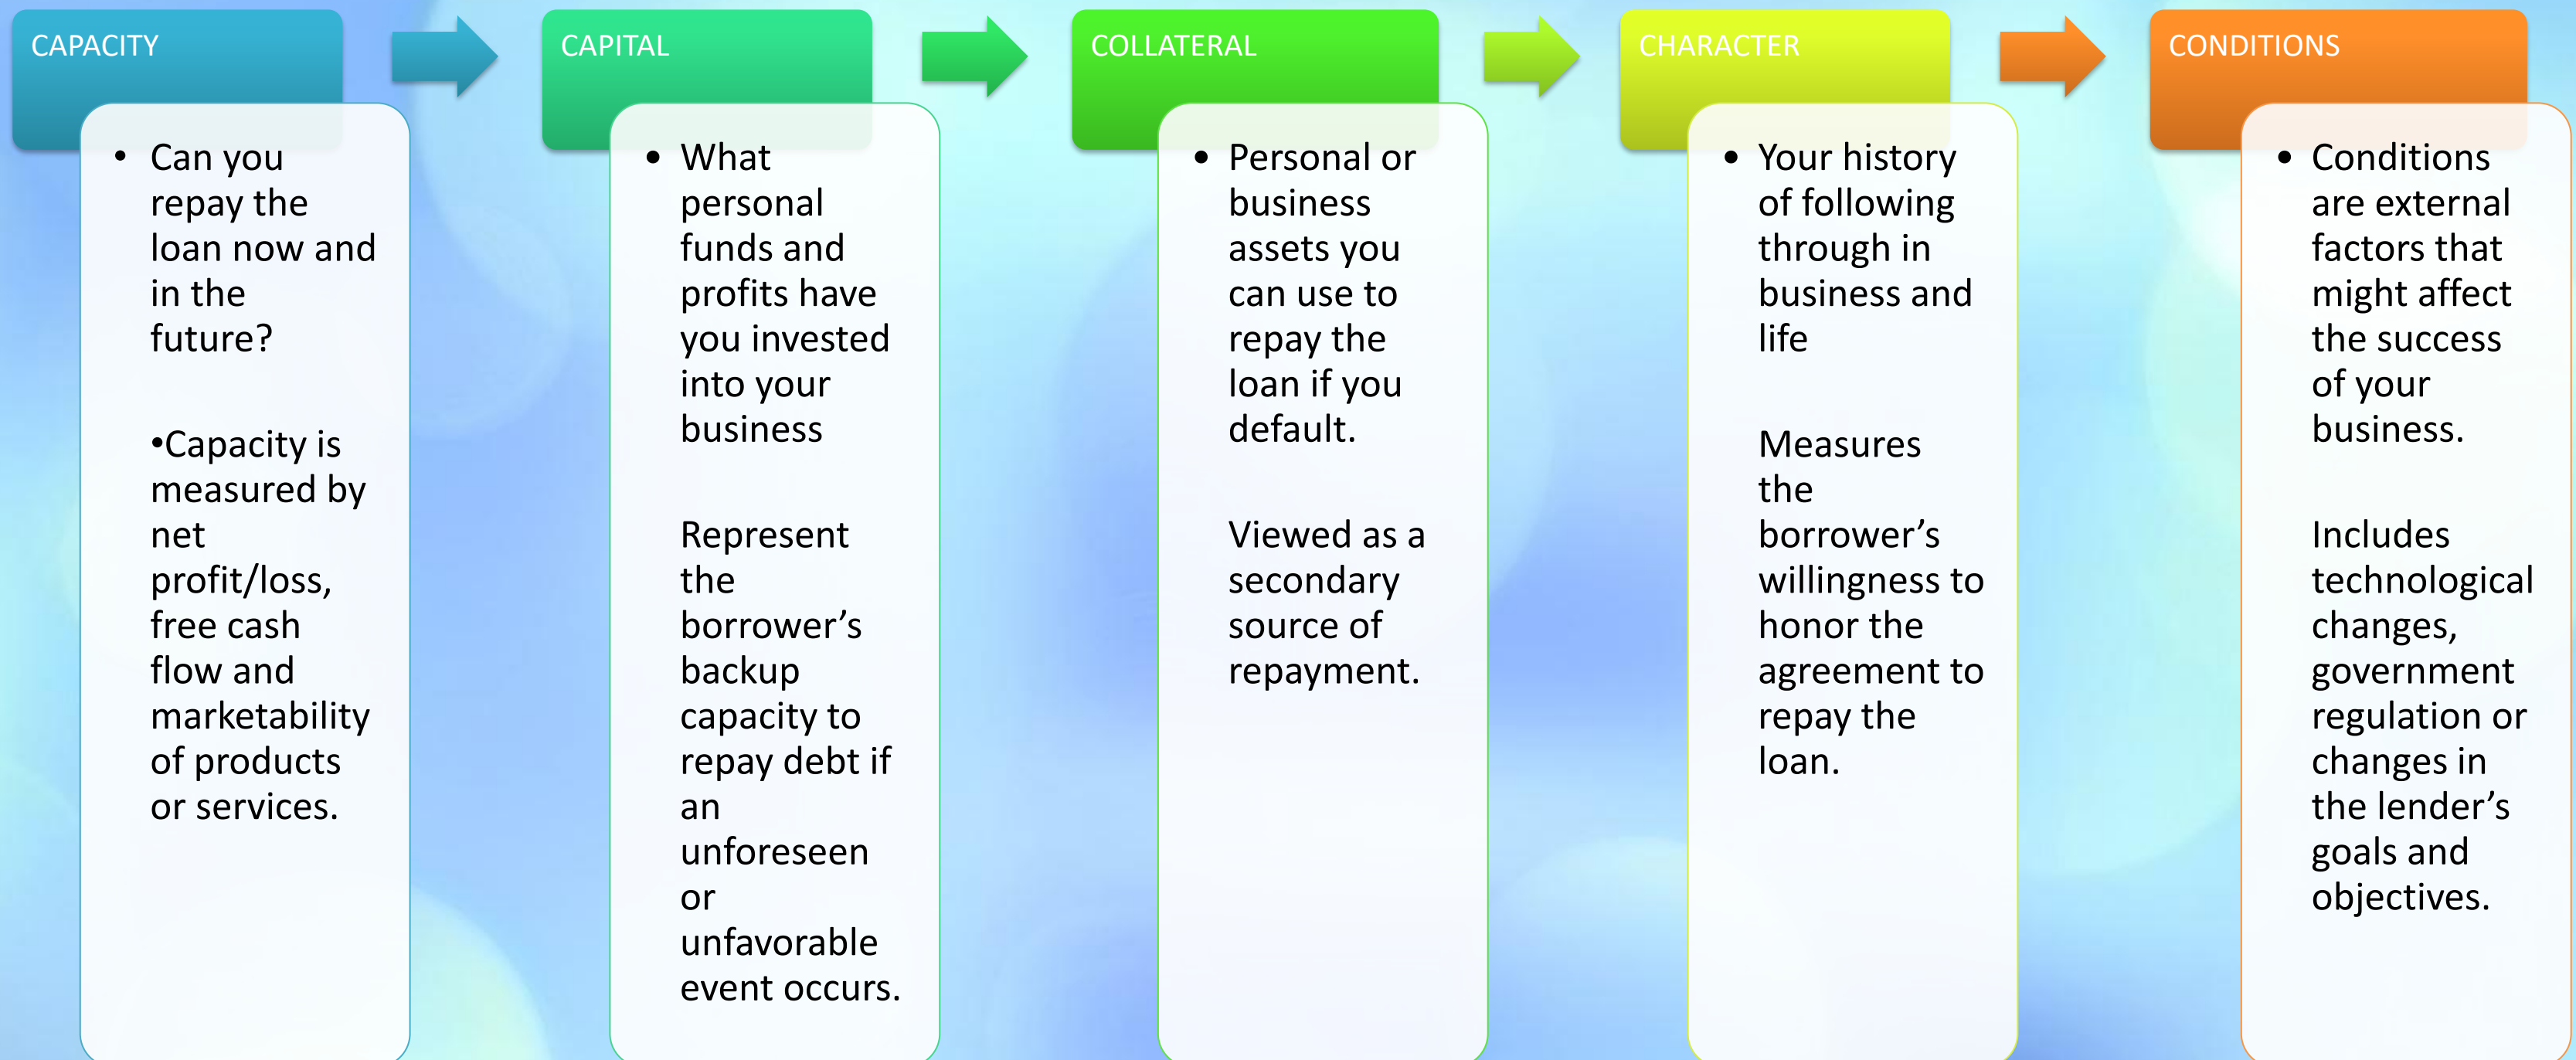 CAPACITY
• Can you
repay the
loan now and
in the
future?
•Capacity is
measured by
net
profit/loss,
free cash
flow and
marketability
of products
or services.
CAPITAL
• What
personal
funds and
profits have
you invested
into your
business
Represent
the
borrower’s
backup
capacity to
repay debt if
an
unforeseen
or
unfavorable
event occurs.
COLLATERAL
• Personal or
business
assets you
can use to
repay the
loan if you
default.
Viewed as a
secondary
source of
repayment.
CHARACTER
• Your history
of following
through in
business and
life
Measures
the
borrower’s
willingness to
honor the
agreement to
repay the
loan.
CONDITIONS
• Conditions
are external
factors that
might affect
the success
of your
business.
Includes
technological
changes,
government
regulation or
changes in
the lender’s
goals and
objectives.